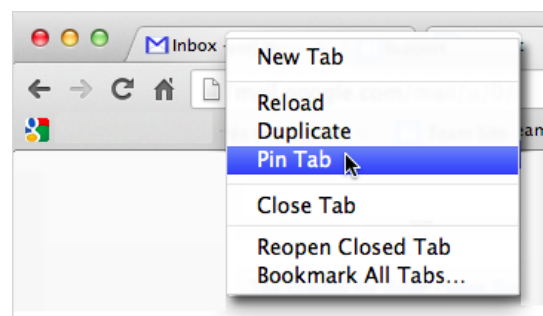 Inbox
New Tab
Reload
Duplicate
Pin Tab
Close Tab
Reopen Closed Tab
Bookmark All Tabs...